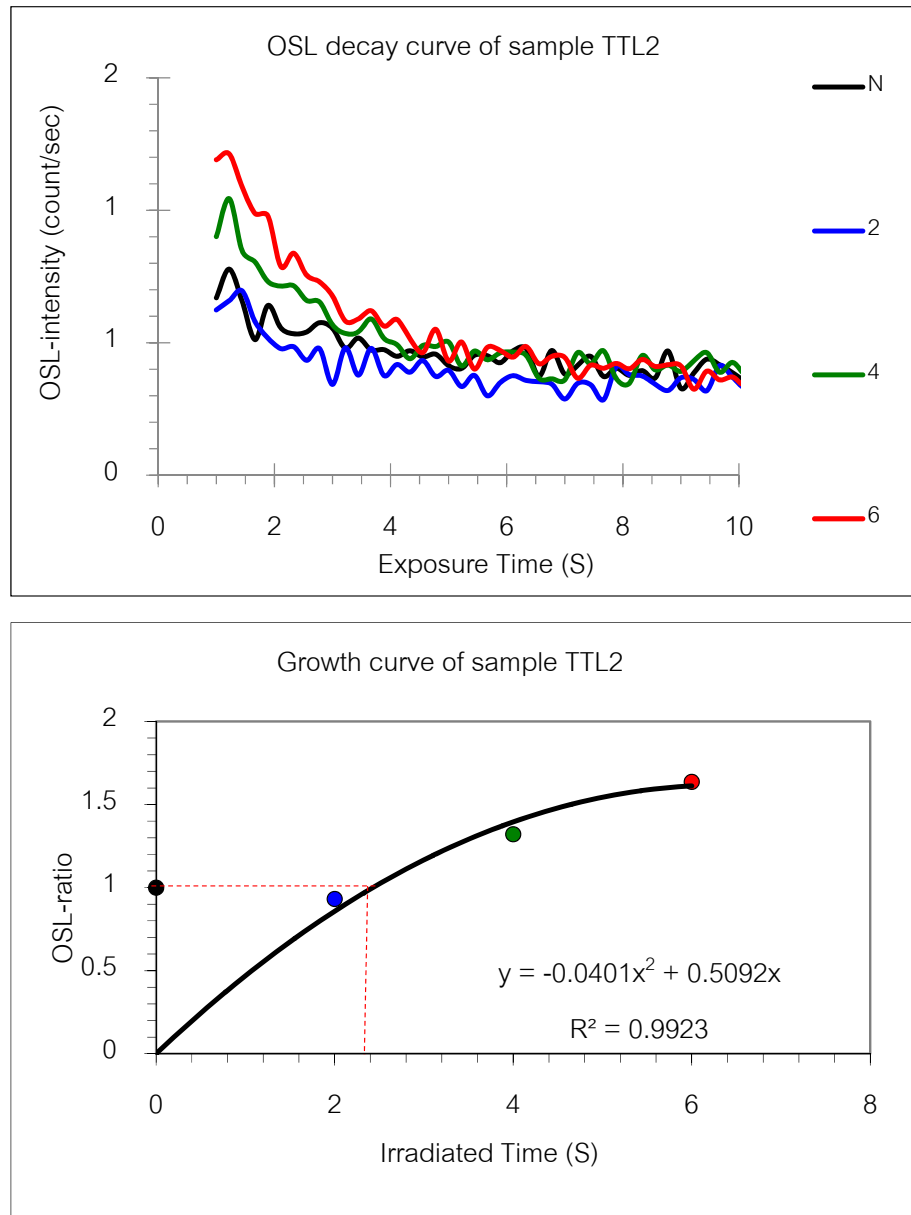 OSL decay curve of sample TTL2
2
1
1
0
OSL-intensity (count/sec)
0 2 4 6 8 10
Exposure Time (S)
N
2
4
6
Growth curve of sample TTL2
2
1.5
1
0.5
0
OSL-ratio
y = -0.0401x² + 0.5092x
R² = 0.9923
0 2 4 6 8
Irradiated Time (S)